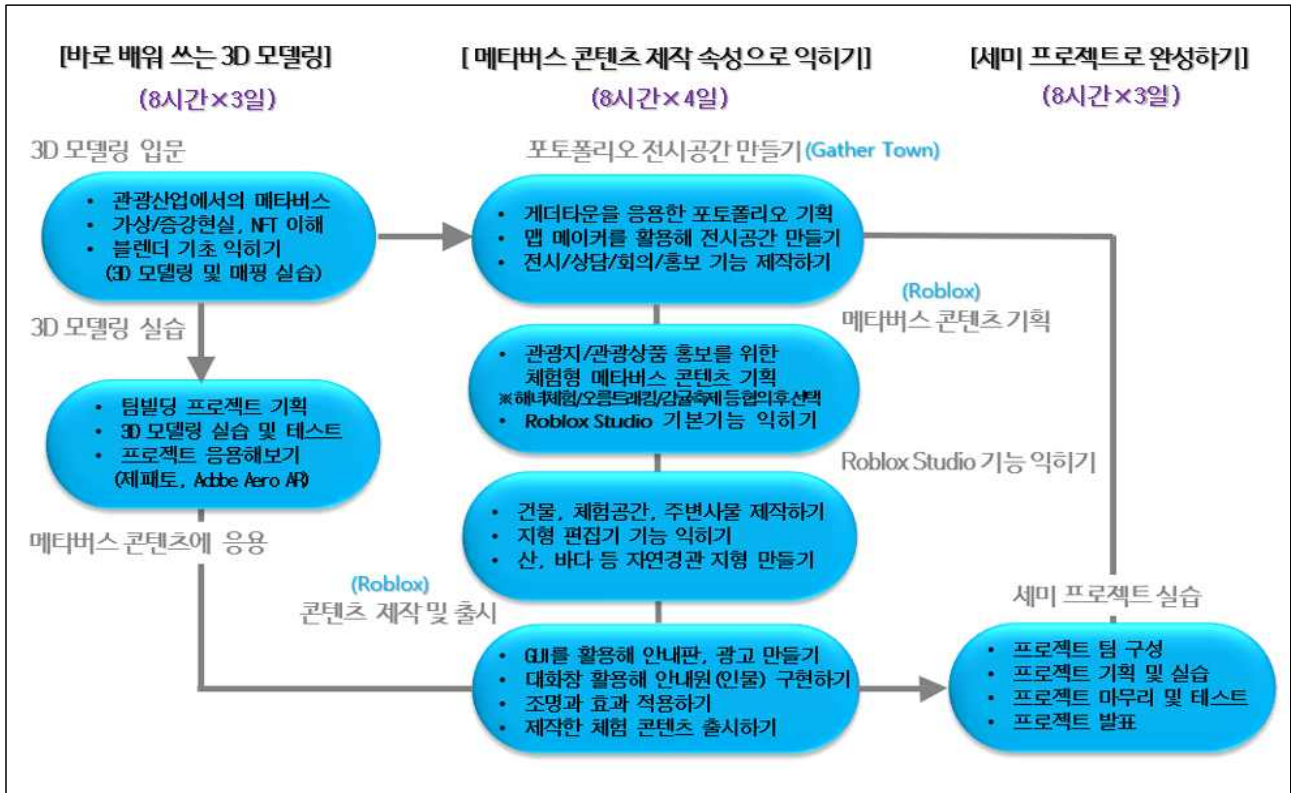 [바로 배워 쓰는 3D 모델링]
(8시간×3일)
3D 모델링 입문
• 관광산업에서의 메타버스
• 가상/증강현실, NFT 이해
• 블렌더 기초 익히기
(3D 모델링 및 매핑 실습)
3D 모델링 실습
• 팀빌딩 프로젝트 기획
• 3D 모델링 실습 및 테스트
• 프로젝트 응용해보기
(제페토, Adobe Aero AR)
메타버스 콘텐츠에 응용
[ 메타버스 콘텐츠 제작 속성으로 익히기]
(8시간×4일)
포토폴리오 전시공간 만들기 (Gather Town)
• 게더타운을 응용한 포토폴리오 기획
• 맵 메이커를 활용해 전시공간 만들기
• 전시/상담/회의/홍보 기능 제작하기
(Roblox)
메타버스 콘텐츠 기획
• 관광지/관광상품 홍보를 위한
체험형 메타버스 콘텐츠 기획
※해녀체험/오름트래킹/감귤축제 등 협의 후 선택
• Roblox Studio 기본기능 익히기
Roblox Studio 기능 익히기
• 건물, 체험공간, 주변사물 제작하기
• 지형 편집기 기능 익히기
• 산, 바다 등 자연경관 지형 만들기
(Roblox)
콘텐츠 제작 및 출시
• GUI를 활용해 안내판, 광고 만들기
• 대화창 활용해 안내원(인물) 구현하기
• 조명과 효과 적용하기
• 제작한 체험 콘텐츠 출시하기
[세미 프로젝트로 완성하기]
(8시간×3일)
세미 프로젝트 실습
• 프로젝트 팀 구성
• 프로젝트 기획 및 실습
• 프로젝트 마무리 및 테스트
• 프로젝트 발표